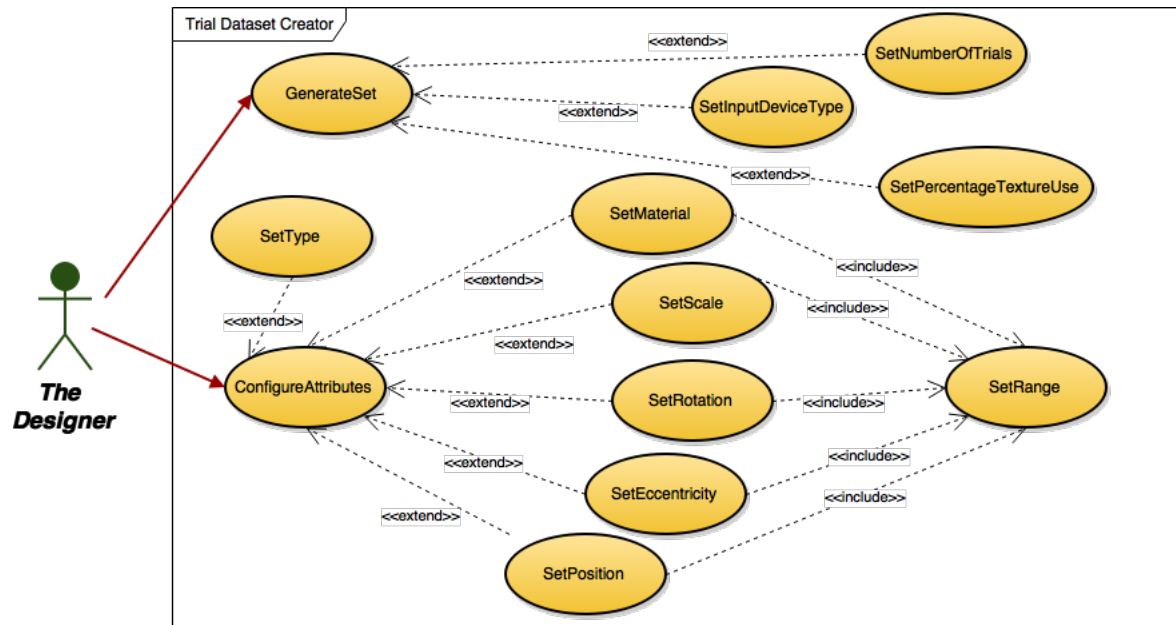 Trial Dataset Creator
<<extend>>
SetNumberOfTrials
GenerateSet
<<extend>>
SetInputDeviceType
<<extend>>
SetPercentageTextureUse
SetMaterial
SetType
<<include>>
<<extend>>
SetScale
<<include>>
<<extend>>
<<extend>>
ConfigureAttributes
SetRange
SetRotation
<<extend>>
<<include>>
The
Designer
<<include>>
<<extend>>
SetEccentricity
<<include>>
<<extend>>
SetPosition